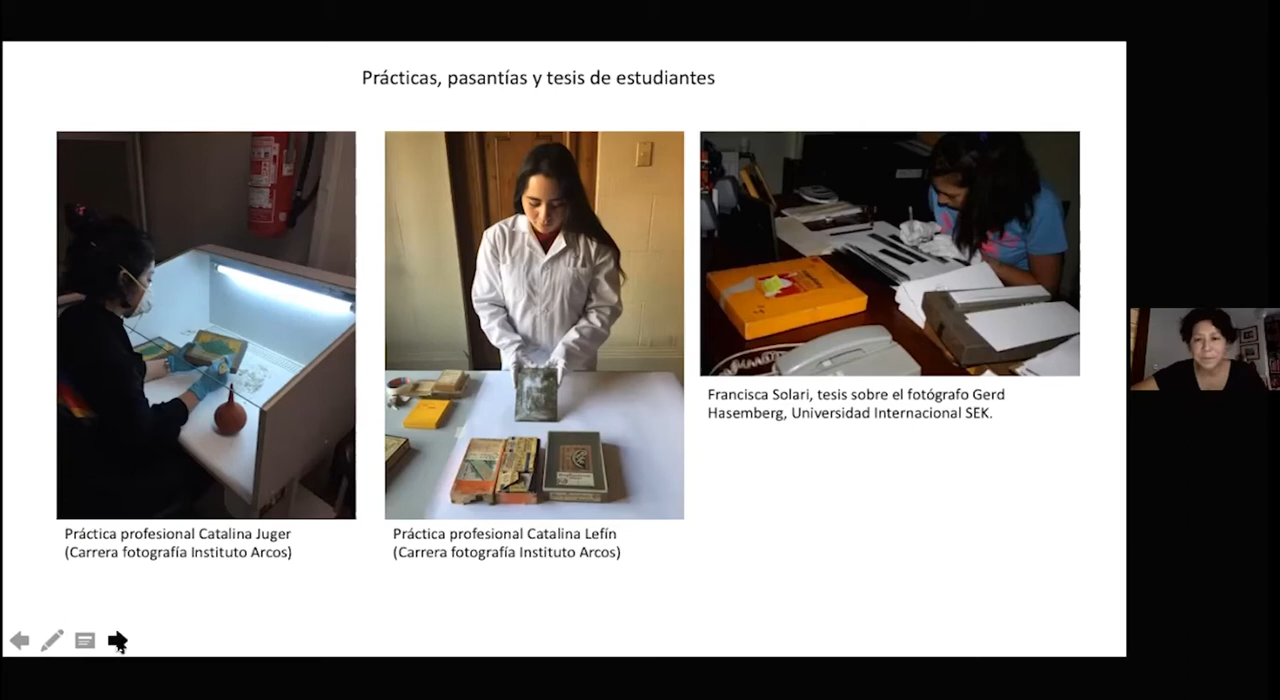 Prácticas, pasantías y tesis de estudiantes
Práctica profesional Catalina Juger
(Carrera fotografía Instituto Arcos)
Práctica profesional Catalina Lefín
(Carrera fotografía Instituto Arcos)
Francisca Solari, tesis sobre el fotógrafo Gerd
Hasemberg, Universidad Internacional SEK.